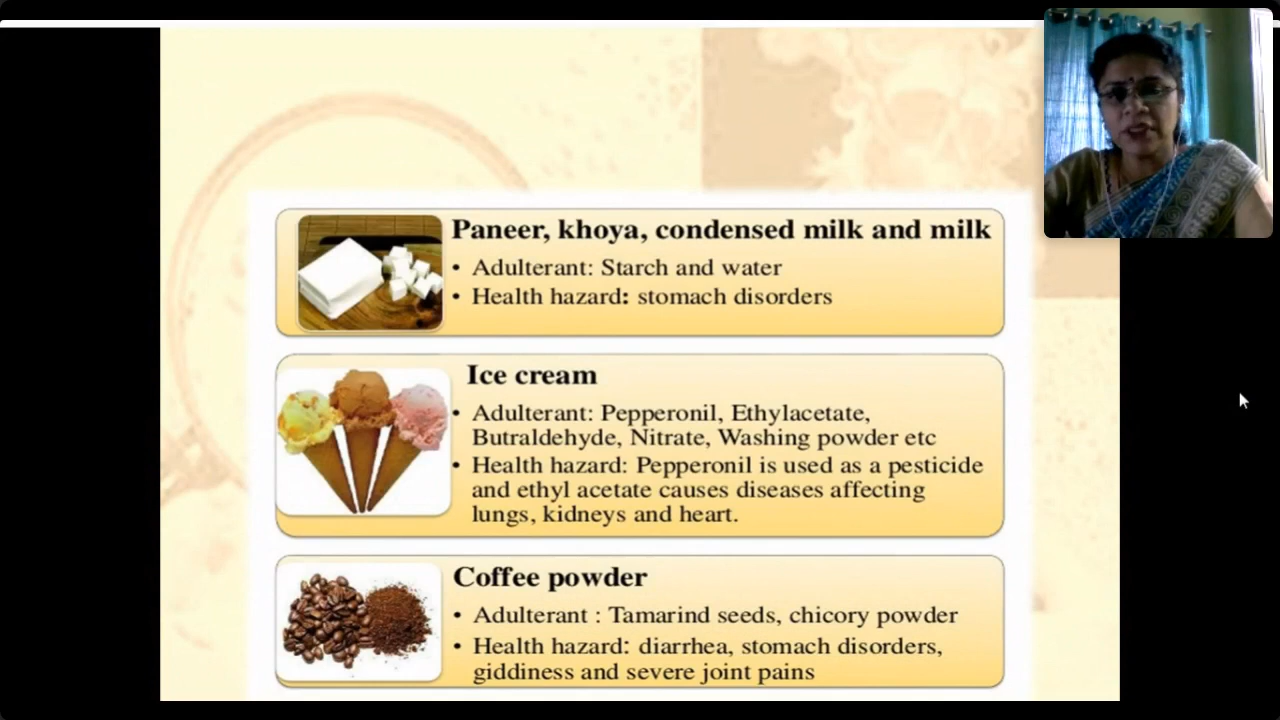 Paneer, khoya, condensed milk and milk
• Adulterant: Starch and water
• Health hazard: stomach disorders
Ice cream
• Adulterant: Pepperonil, Ethylacetate,
Butraldehyde, Nitrate, Washing powder etc
• Health hazard: Pepperonil is used as a pesticide
and ethyl acetate causes diseases affecting
lungs, kidneys and heart.
Coffee powder
• Adulterant : Tamarind seeds, chicory powder
• Health hazard: diarrhea, stomach disorders,
giddiness and severe joint pains